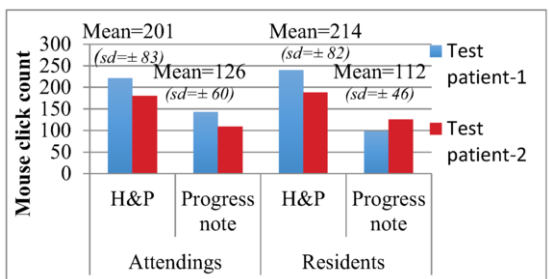 Mean=201
(sd=± 83)
Mean=126
(sd=± 60)
Mean=214
(sd=± 82)
Mean=112
(sd=± 46)
Test
patient-1
Test
patient-2
Mouse click count
300
250
200
150
100
50
0
H&P
Progress
note
H&P
Progress
note
Attendings
Residents